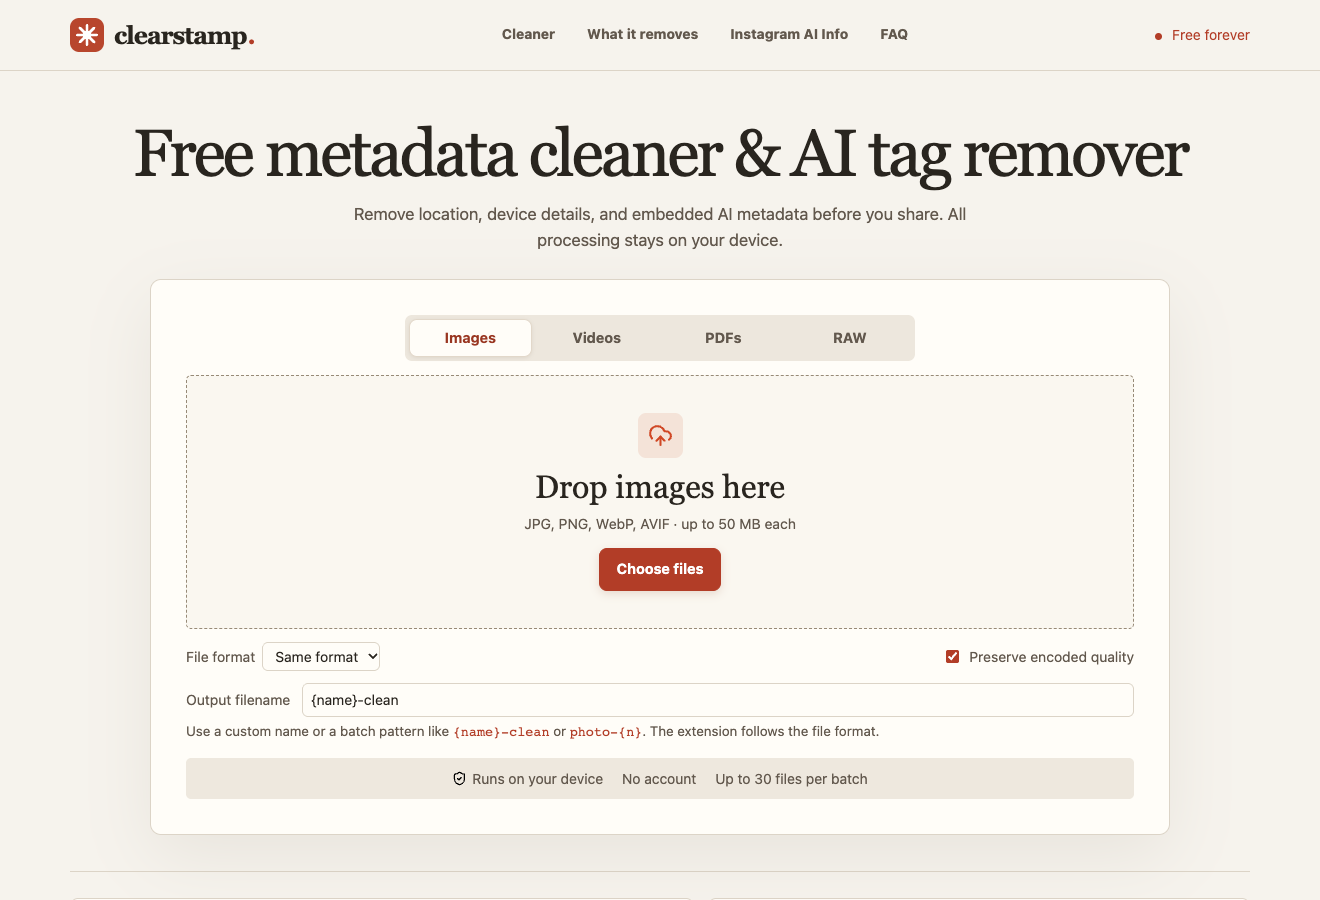 clearstamp.
Cleaner
What it removes
Instagram AI Info
FAQ
Free forever
Free metadata cleaner & AI tag remover
Remove location, device details, and embedded AI metadata before you share. All
processing stays on your device.
Images
Videos
PDFs
RAW
Drop images here
JPG, PNG, WebP, AVIF · up to 50 MB each
Choose files
File format
Same format
Preserve encoded quality
Output filename
{name}-clean
Use a custom name or a batch pattern like {name}-clean or photo-{n}. The extension follows the file format.
Runs on your device
No account
Up to 30 files per batch